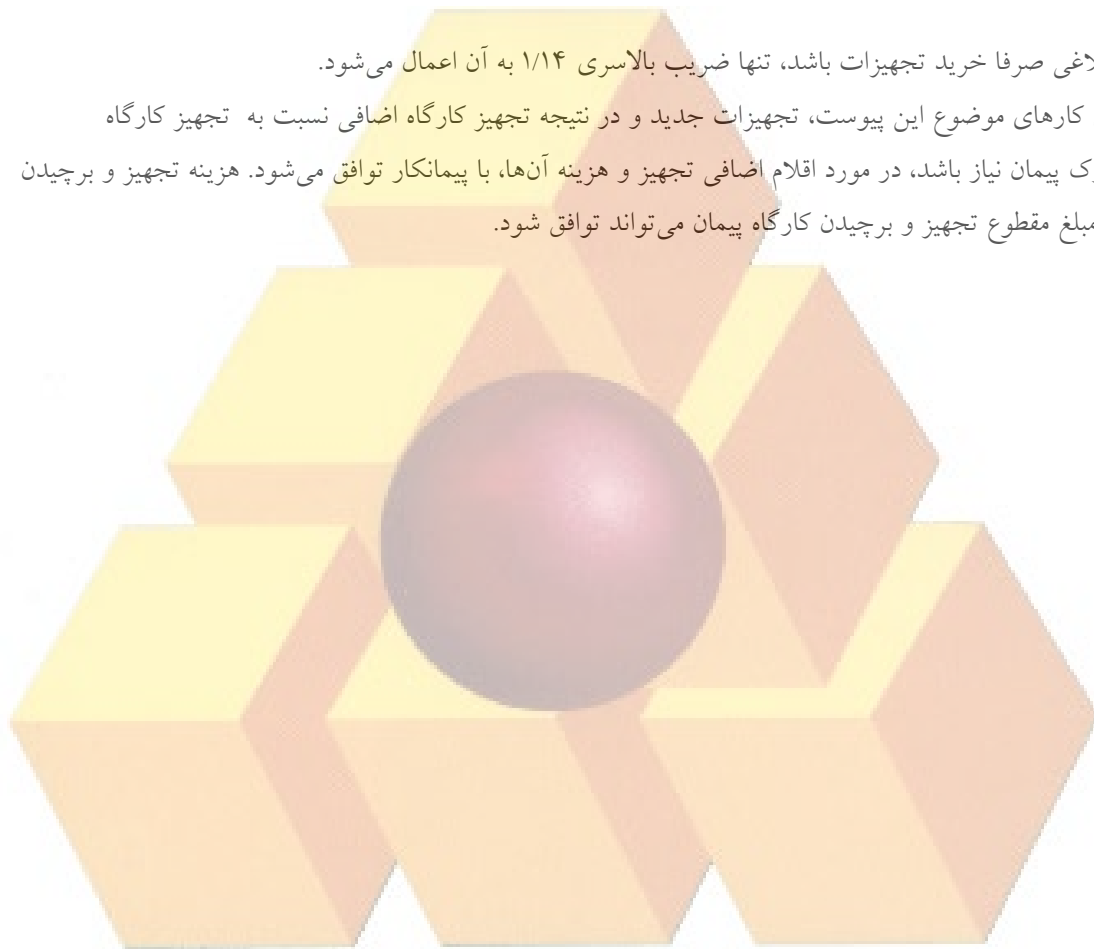 صرفا خرید تجهیزات باشد، تنها ضریب بالاسری ۱/۱۴ به آن اعمال می‌شود.
کارهای موضوع این پیوست، تجهیزات جدید و در نتیجه تجهیز کارگاه اضافی نسبت به تجهیز کارگاه
پیمان نیاز باشد، در مورد اقلام اضافی تجهیز و هزینه آن‌ها، با پیمانکار توافق می‌شود. هزینه تجهیز و برچیدن
مبلغ مقطوع تجهیز و برچیدن کارگاه پیمان می‌تواند توافق شود.